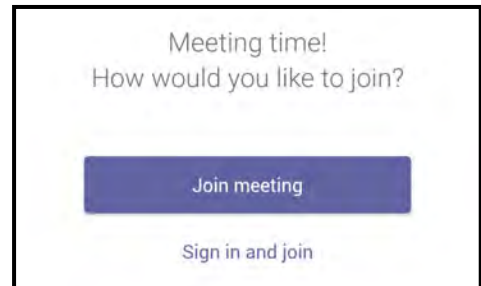 Meeting time!
How would you like to join?
Join meeting
Sign in and join